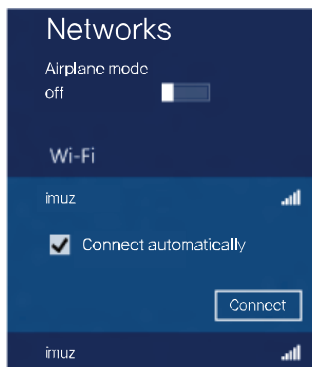 Networks
Airplane mode
off
Wi-Fi
imuz
Connect automatically
Connect
imuz